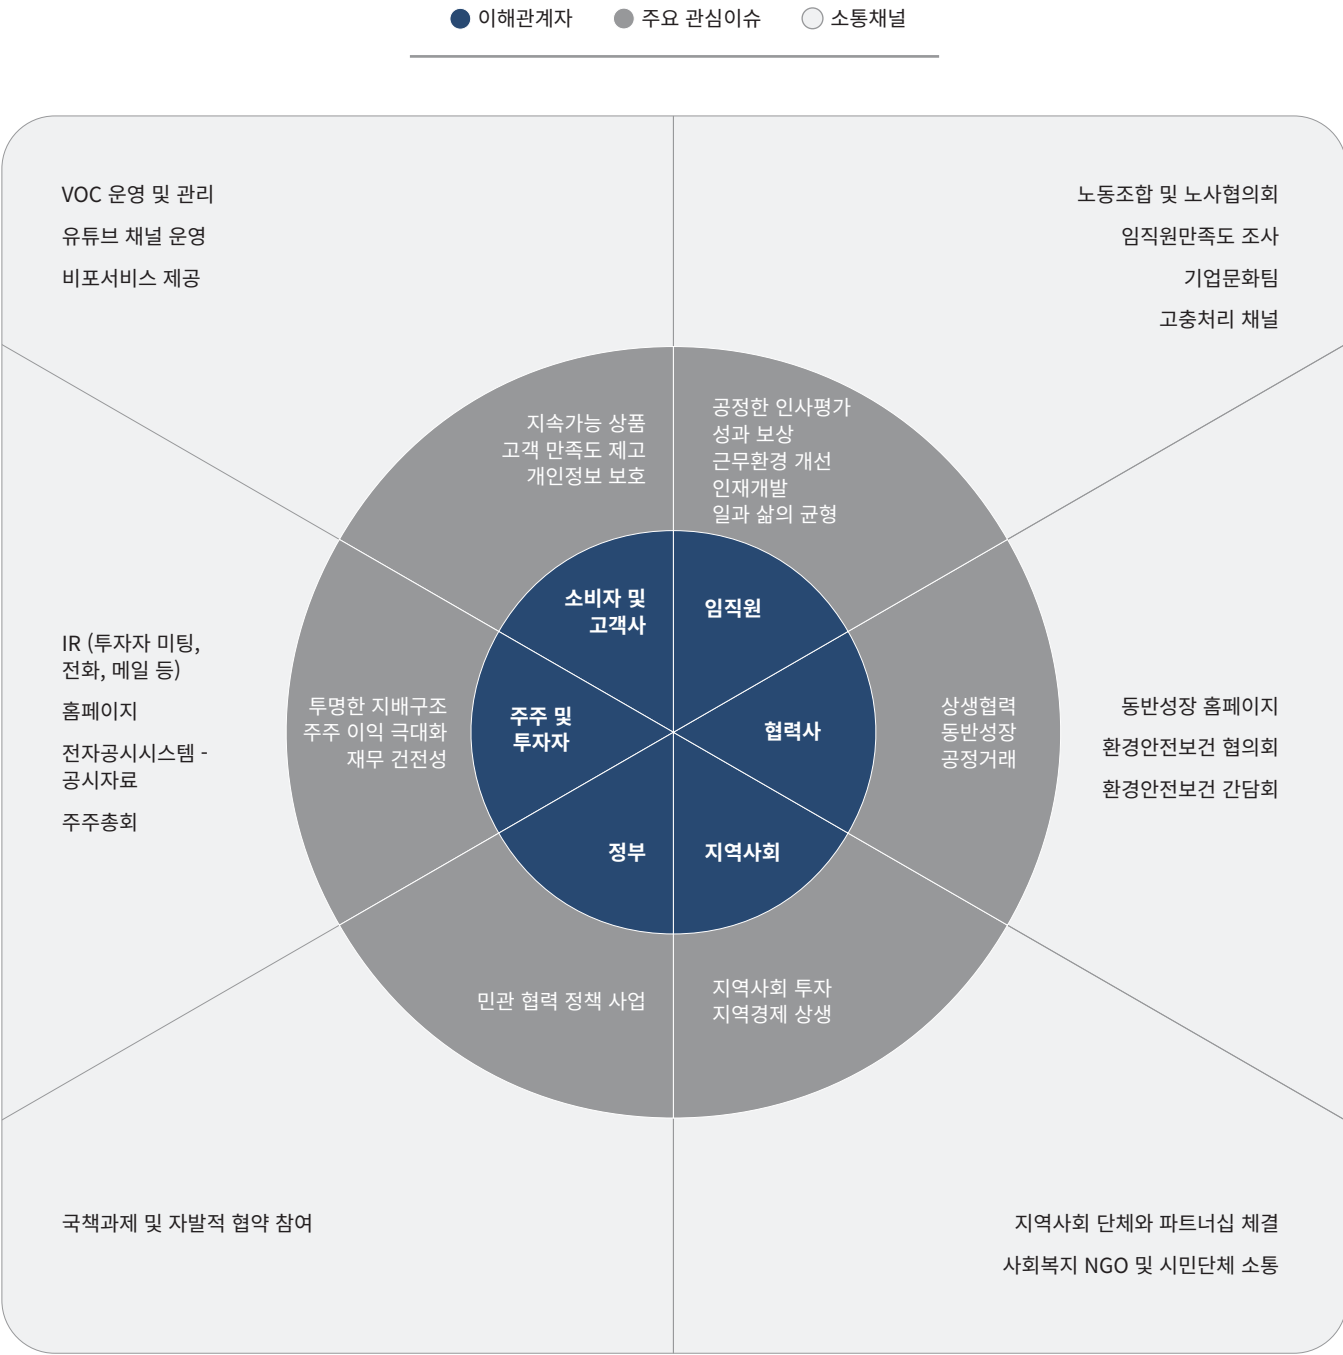 이해관계자
주요 관심이슈
소통채널
VOC 운영 및 관리
유튜브 채널 운영
비포서비스 제공
노동조합 및 노사협의회
임직원만족도 조사
기업문화팀
고충처리 채널
지속가능 상품
고객 만족도 제고
개인정보 보호
공정한 인사평가
성과 보상
근무환경 개선
인재개발
일과 삶의 균형
소비자 및
고객사
임직원
IR (투자자 미팅,
전화, 메일 등)
홈페이지
전자공시시스템 -
공시자료
주주총회
투명한 지배구조
주주 이익 극대화
재무 건전성
주주 및
투자자
협력사
상생협력
동반성장
공정거래
동반성장 홈페이지
환경안전보건 협의회
환경안전보건 간담회
정부
지역사회
민관 협력 정책 사업
지역사회 투자
지역경제 상생
국책과제 및 자발적 협약 참여
지역사회 단체와 파트너십 체결
사회복지 NGO 및 시민단체 소통